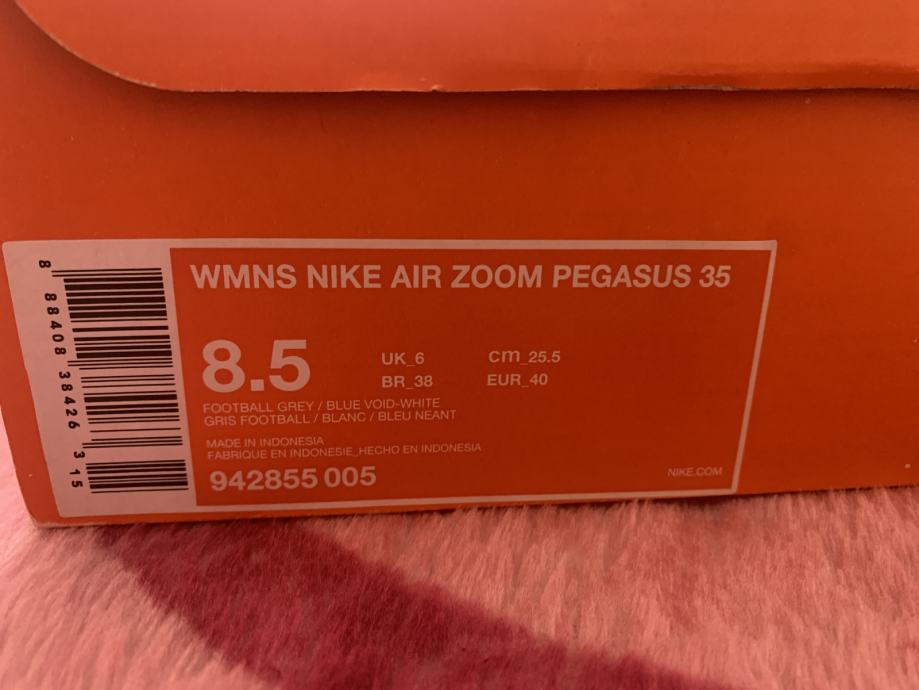 WMNS NIKE AIR ZOOM PEGASUS 35
8.5
UK_6 cm_25.5
BR_38 EUR_40
FOOTBALL GREY / BLUE VOID-WHITE
GRIS FOOTBALL / BLANC / BLEU NEANT
MADE IN INDONESIA
FABRIQUE EN INDONESIE_HECHO EN INDONESIA
942855 005
NIKE.COM
8 88408 38426 3 15